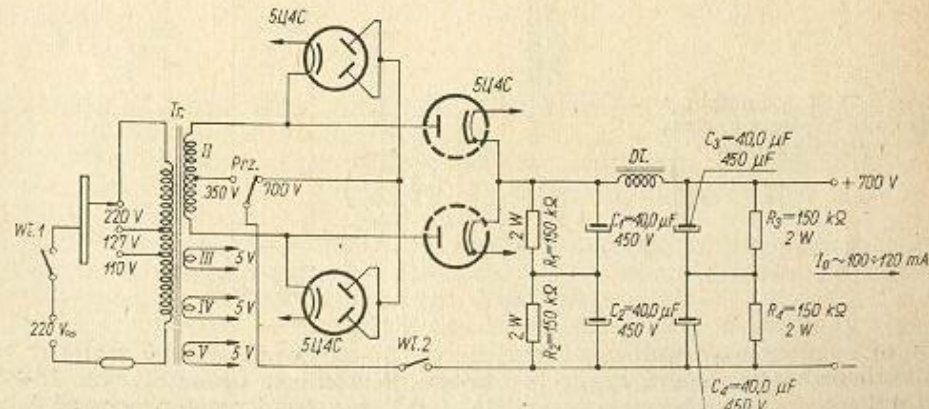 5Ц4С
5Ц4С
Tr.
II
Prz.
350 V
700 V
220 V
127 V
110 V
Wł.1
220 V∞
III
5 V
IV
5 V
V
5 V
5Ц4С
Wł.2
2 W
R₁=150 kΩ
2 W
R₂=150 kΩ
C₁=40,0 μF
450 V
C₂=40,0 μF
450 V
Dł.
C₃=40,0 μF
450 μF
+ 700 V
R₃=150 kΩ
2 W
I₀~100÷120 mA
R₄=150 kΩ
2 W
–
C₄=40,0 μF
450 V